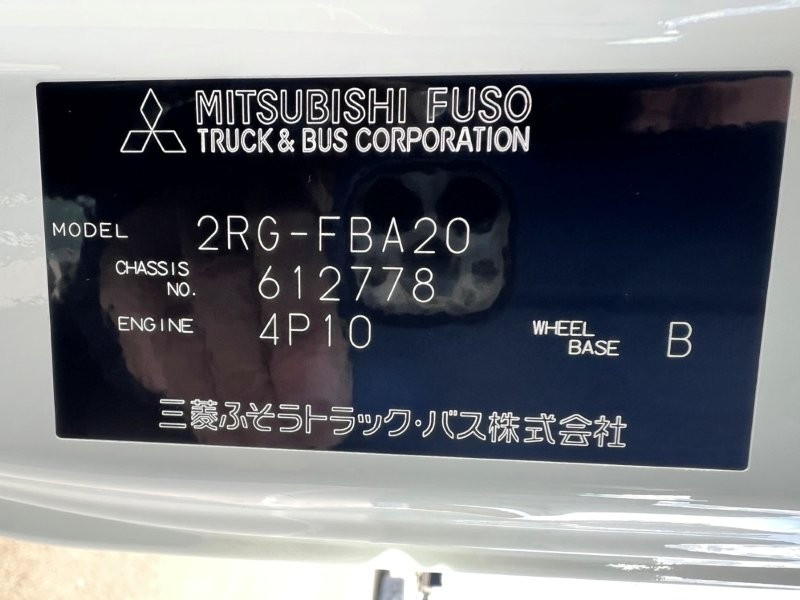 MITSUBISHI FUSO
TRUCK & BUS CORPORATION
MODEL 2RG-FBA20
CHASSIS NO. 612778
ENGINE 4P10 WHEEL BASE B
三菱ふそうトラック・バス株式会社